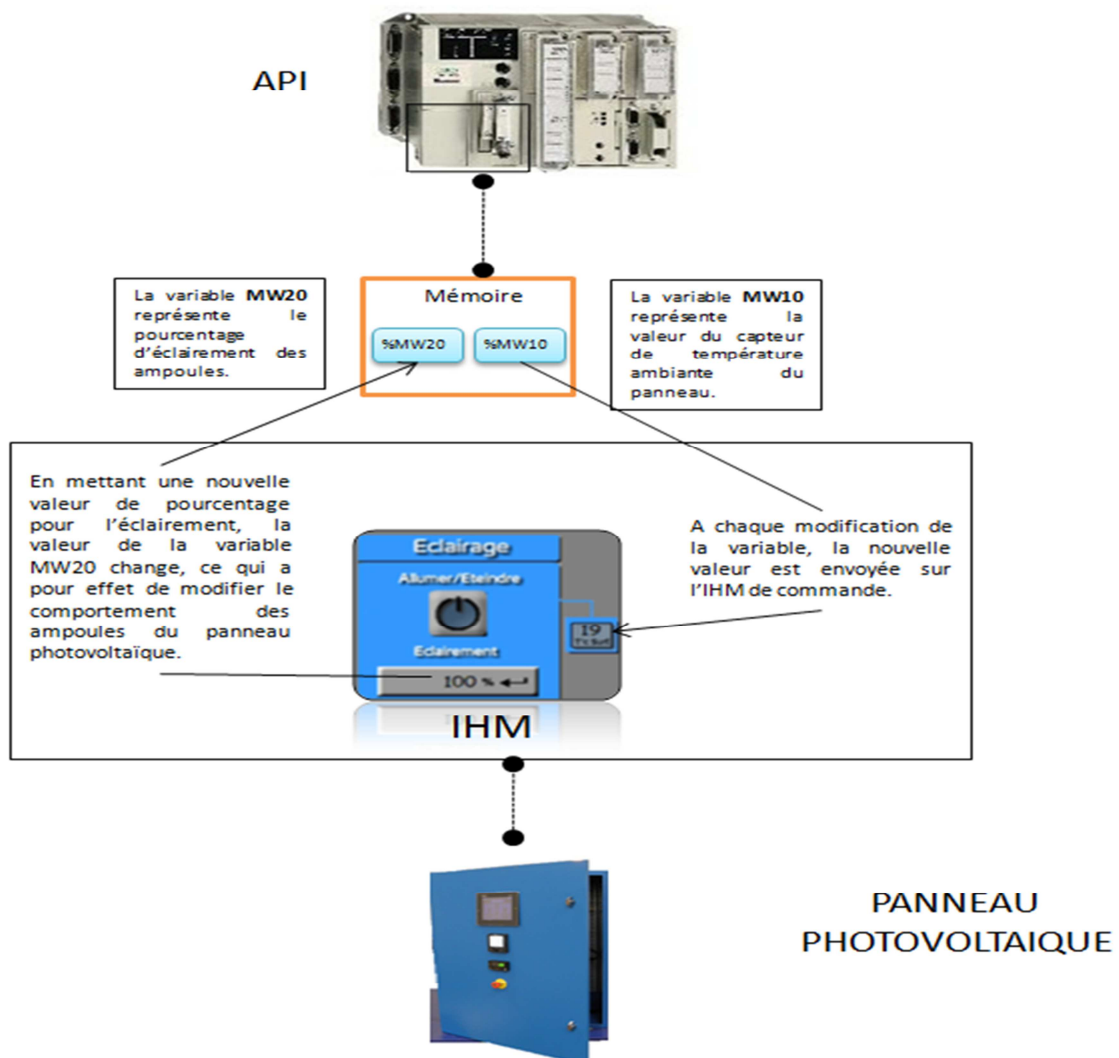 API
La variable MW20
représente le
pourcentage
d'éclairement des
ampoules.
Mémoire
%MW20
%MW10
La variable MW10
représente la
valeur du capteur
de température
ambiante du
panneau.
En mettant une nouvelle
valeur de pourcentage
pour l'éclairement, la
valeur de la variable
MW20 change, ce qui a
pour effet de modifier le
comportement des
ampoules du panneau
photovoltaïque.
Eclairage
Allumer/Eteindre
Eclairement
100 %
19
A chaque modification de
la variable, la nouvelle
valeur est envoyée sur
l'IHM de commande.
IHM
PANNEAU
PHOTOVOLTAIQUE